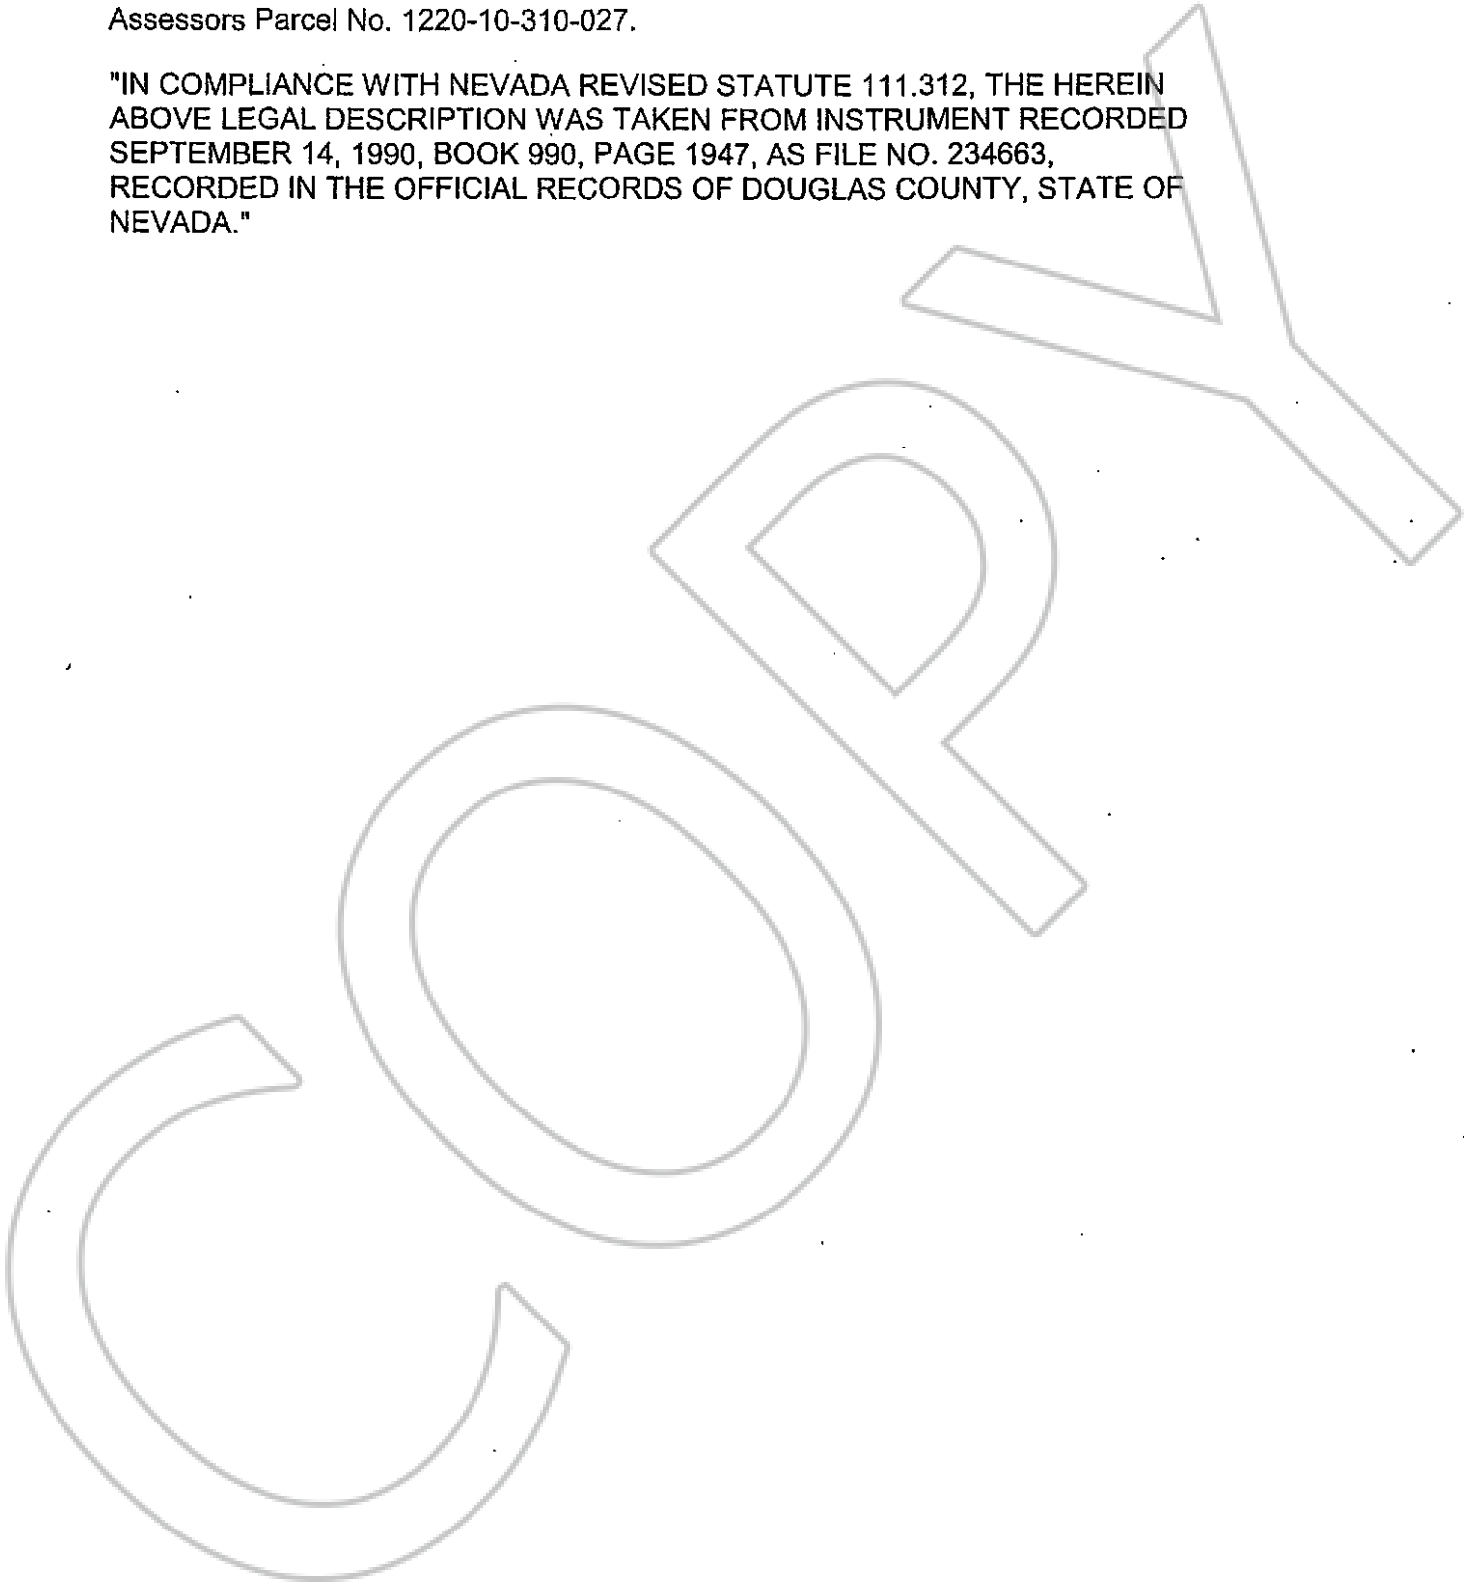 Assessors Parcel No. 1220-10-310-027.
"IN COMPLIANCE WITH NEVADA REVISED STATUTE 111.312, THE HEREIN
ABOVE LEGAL DESCRIPTION WAS TAKEN FROM INSTRUMENT RECORDED
SEPTEMBER 14, 1990, BOOK 990, PAGE 1947, AS FILE NO. 234663,
RECORDED IN THE OFFICIAL RECORDS OF DOUGLAS COUNTY, STATE OF
NEVADA."
COPY